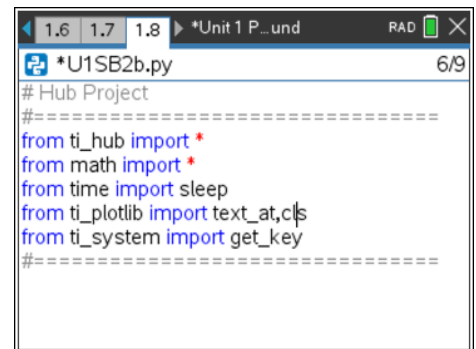 1.6 1.7 1.8 *Unit 1 P...und RAD
*U1SB2b.py 6/9
# Hub Project
#=================================
from ti_hub import *
from math import *
from time import sleep
from ti_plotlib import text_at,cls
from ti_system import get_key
#=================================